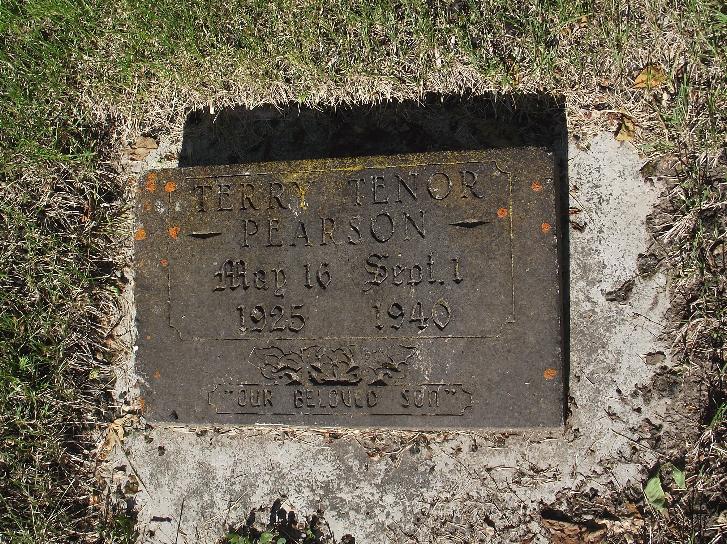 TERRY TENOR
- PEARSON -
May 16 Sept. 1
1925 1940
"OUR BELOVED SON"